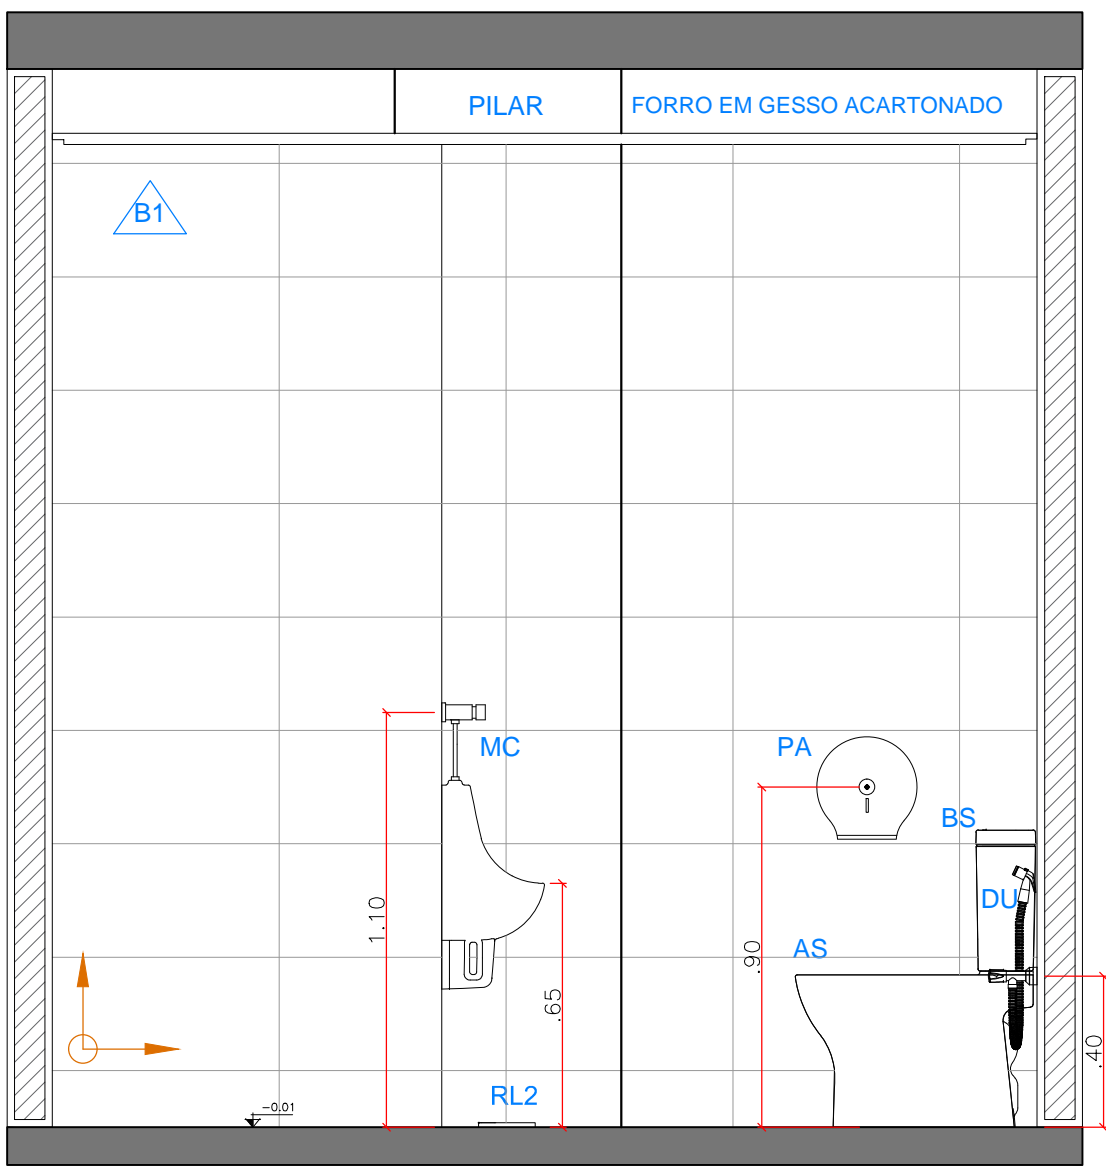 PILAR
FORRO EM GESSO ACARTONADO
B1
MC
PA
BS
DU
1.10
.90
AS
.65
.40
RL2
-0.01